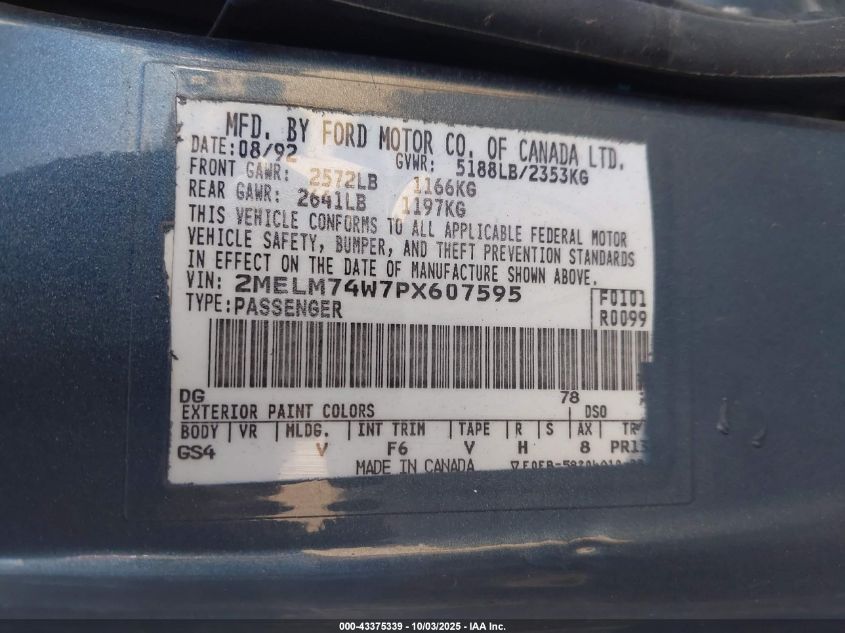 MFD. BY FORD MOTOR CO. OF CANADA LTD.
DATE: 08/92 GVWR: 5188LB/2353KG
FRONT GAWR: 2572LB 1166KG
REAR GAWR: 2641LB 1197KG
THIS VEHICLE CONFORMS TO ALL APPLICABLE FEDERAL MOTOR
VEHICLE SAFETY, BUMPER, AND THEFT PREVENTION STANDARDS
IN EFFECT ON THE DATE OF MANUFACTURE SHOWN ABOVE.
VIN: 2MELM74W7PX607595 F0101
TYPE: PASSENGER R0099
DG 78
EXTERIOR PAINT COLORS DSO
BODY VR MLDG. INT TRIM TAPE R S AX
GS4 V F6 V H 8 PR13
MADE IN CANADA
000-43375339 - 10/03/2025 - IAA Inc.